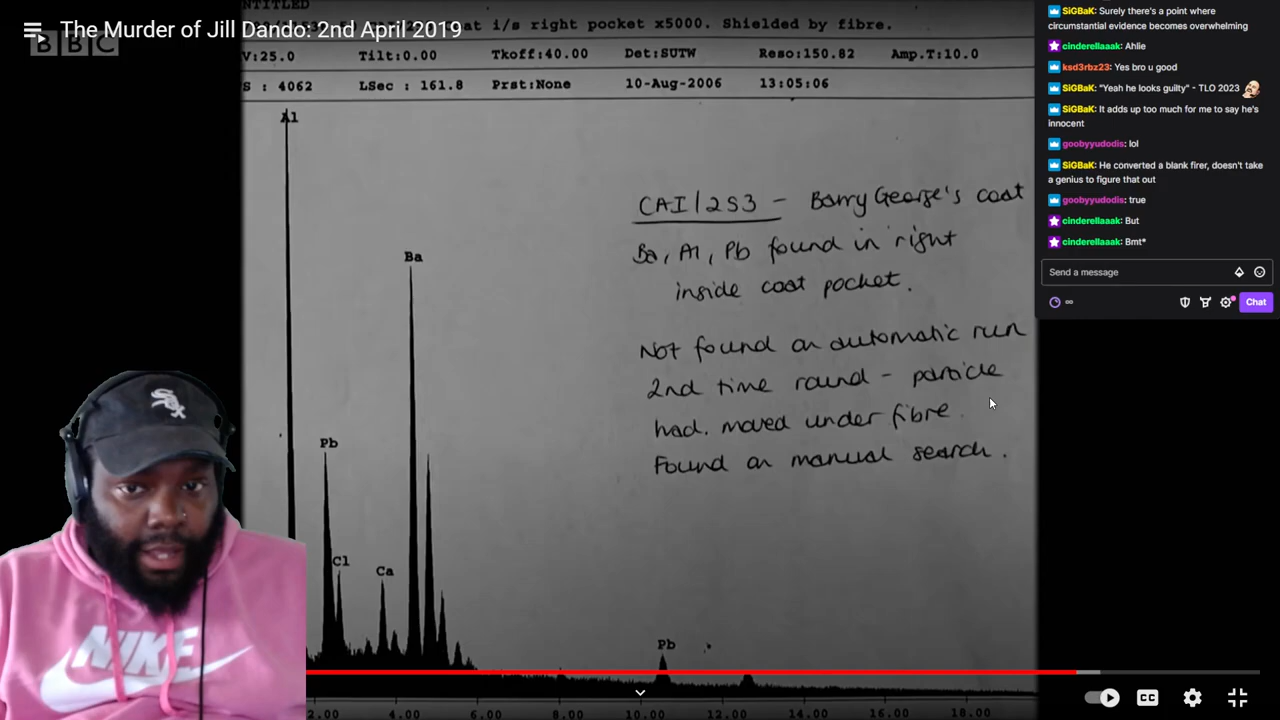 NTITLED
at i/s right pocket x5000. Shielded by fibre.
The Murder of Jill Dando: 2nd April 2019
BBC
V:25.0 Tilt:0.00 Tkoff:40.00 Det:SUTW Reso:150.82 Amp.T:10.0
S : 4062 LSec : 161.8 Prst:None 10-Aug-2006 13:05:06
Al
CAI/2S3 - Barry George's coat
Ba, Al, Pb found in right
inside coat pocket.
Not found on automatic run
2nd time round - particle
had. moved under fibre.
Found on manual search.
Ba
Pb
Cl
Ca
Pb
2.00 4.00 6.00 8.00 10.00 12.00 14.00 16.00 18.00
SOX
NIKE
SiGBaK: Surely there's a point where
circumstantial evidence becomes overwhelming
cinderellaaak: Ahlie
ksd3rbz23: Yes bro u good
SiGBaK: "Yeah he looks guilty" - TLO 2023
SiGBaK: It adds up too much for me to say he's
innocent
goobyyudodis: lol
SiGBaK: He converted a blank firer, doesn't take
a genius to figure that out
goobyyudodis: true
cinderellaaak: But
cinderellaaak: Bmt*
Send a message
∞
Chat
CC